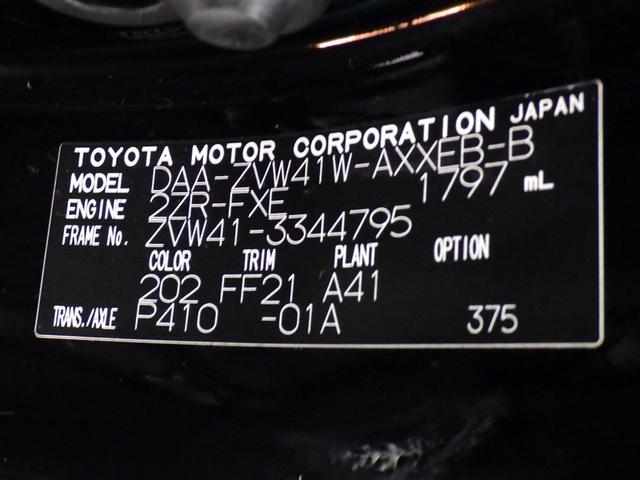 TOYOTA MOTOR CORPORATION JAPAN
MODEL DAA-ZVW41W-AXXEB-B
ENGINE 2ZR-FXE 1797 mL
FRAME No. ZVW41-3344795
COLOR TRIM PLANT OPTION
202 FF21 A41
TRANS./AXLE P410 -01A 375